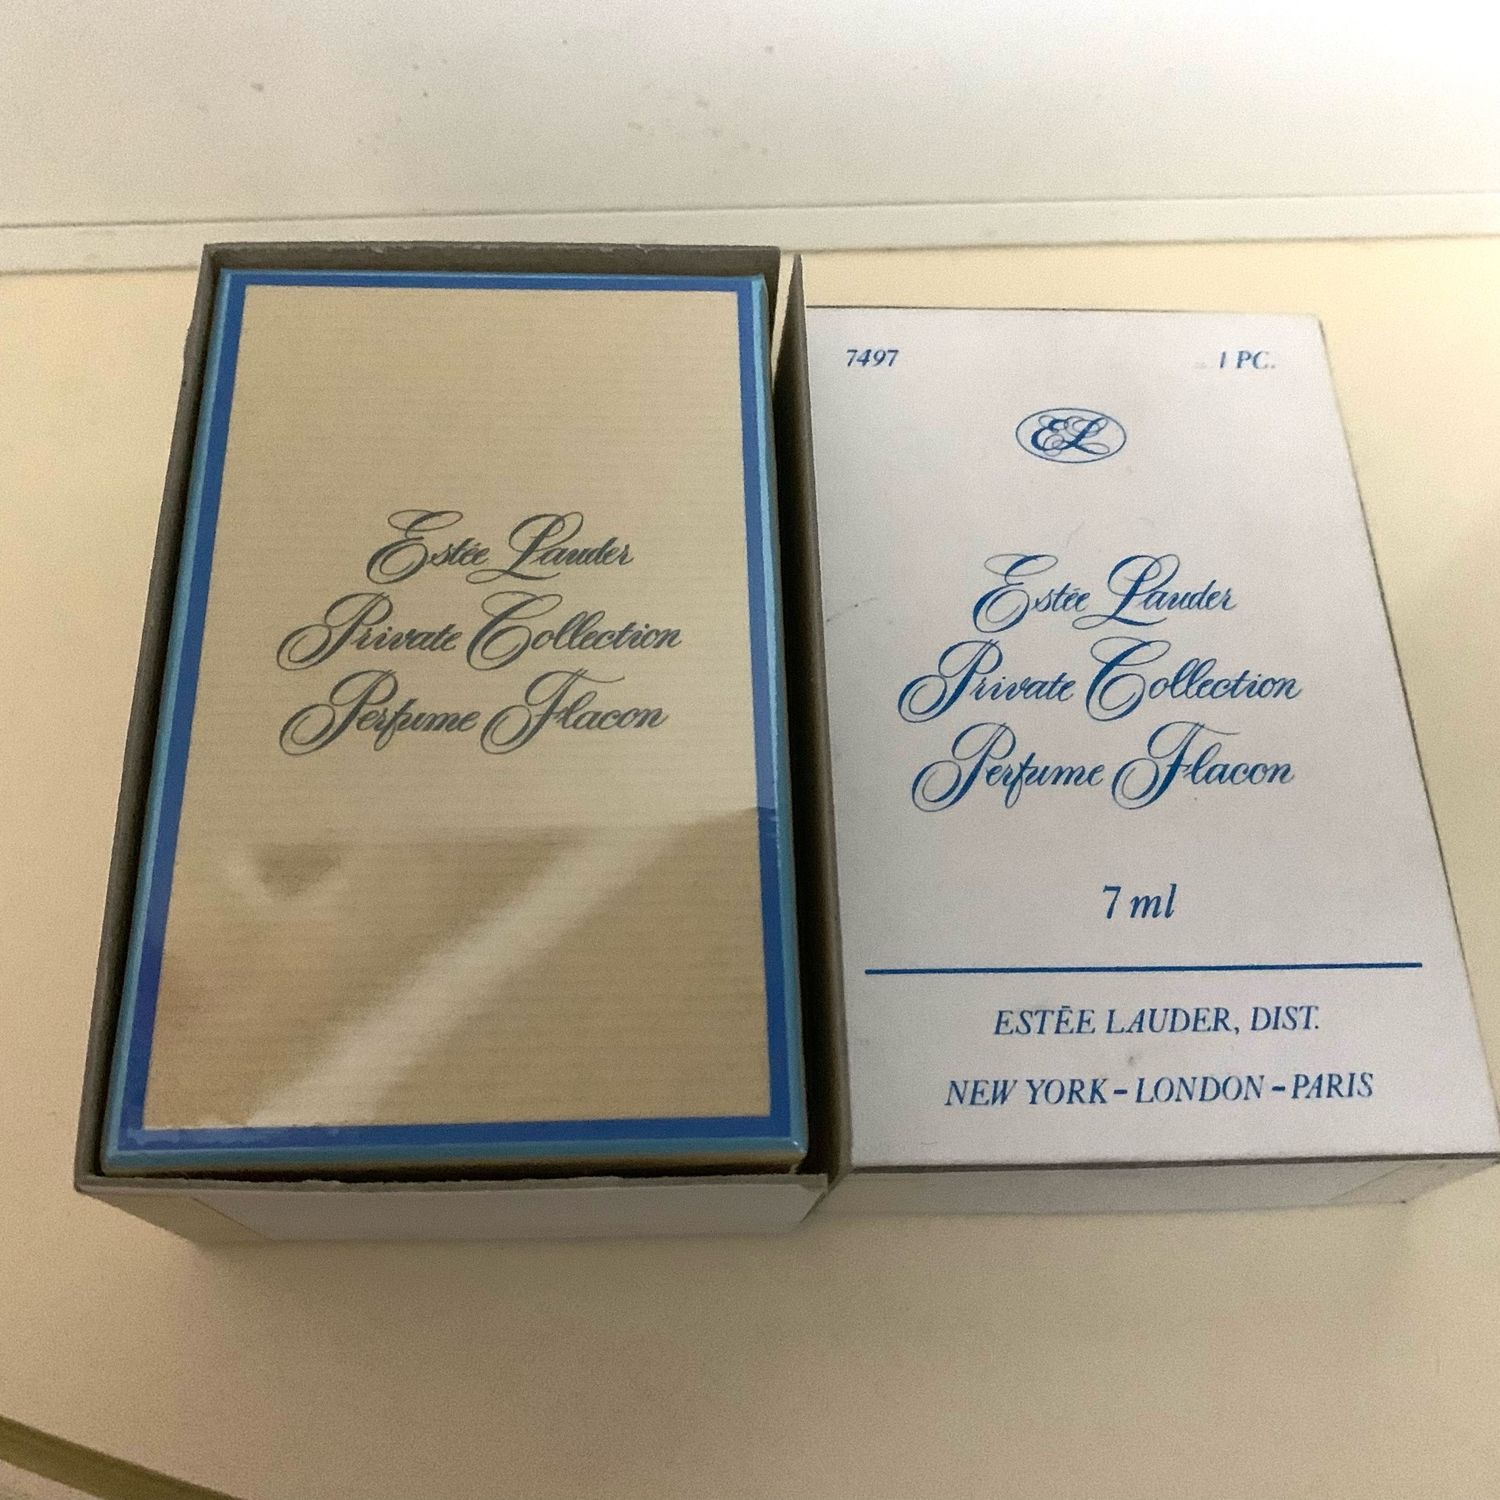 Estée Lauder
Private Collection
Perfume Flacon
7497
1 PC.
EL
Estée Lauder
Private Collection
Perfume Flacon
7 ml
ESTĒE LAUDER, DIST.
NEW YORK – LONDON – PARIS